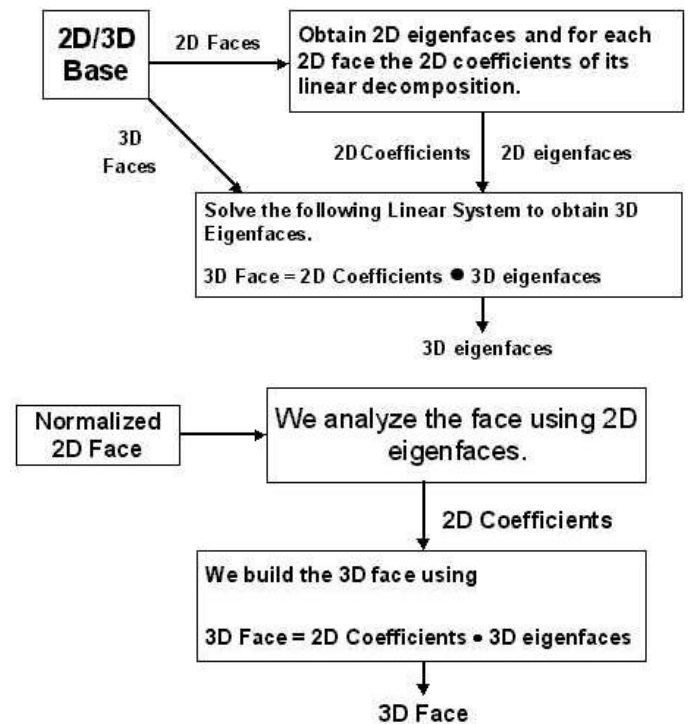 2D/3D
Base
2D Faces
Obtain 2D eigenfaces and for each
2D face the 2D coefficients of its
linear decomposition.
3D
Faces
2D Coefficients
2D eigenfaces
Solve the following Linear System to obtain 3D
Eigenfaces.
3D Face = 2D Coefficients ● 3D eigenfaces
3D eigenfaces
Normalized
2D Face
We analyze the face using 2D
eigenfaces.
2D Coefficients
We build the 3D face using
3D Face = 2D Coefficients • 3D eigenfaces
3D Face